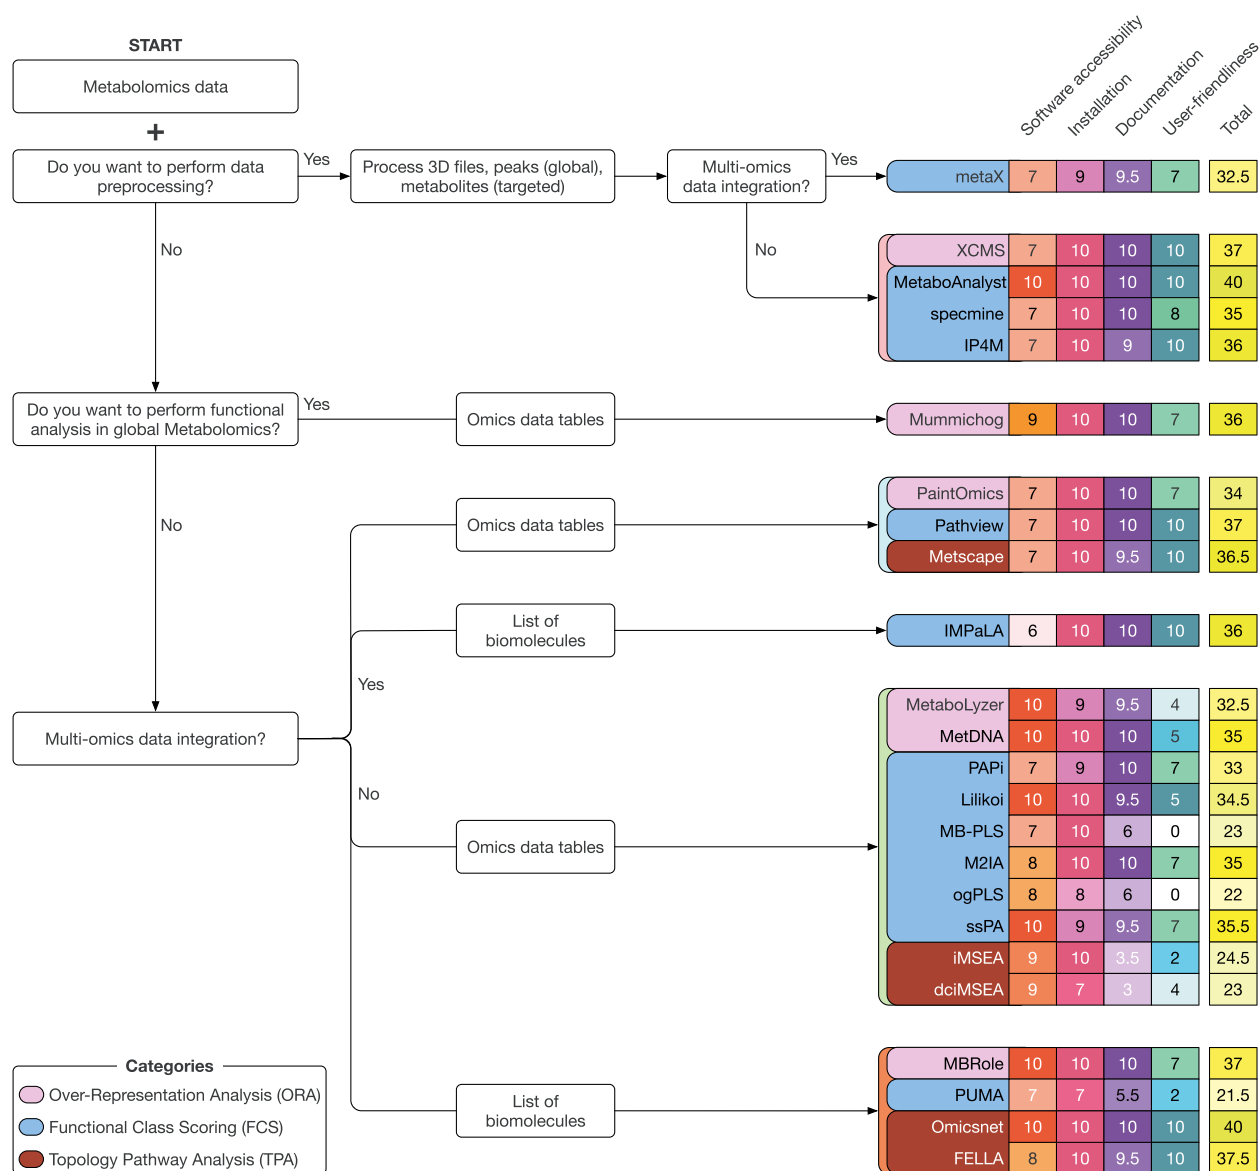 START
Metabolomics data
+
Do you want to perform data
preprocessing?
Yes
Process 3D files, peaks (global),
metabolites (targeted)
Multi-omics
data integration?
Yes
No
No
Software accessibility
Installation
Documentation
User-friendliness
Total
metaX 7 9 9.5 7 32.5
XCMS 7 10 10 10 37
MetaboAnalyst 10 10 10 10 40
specmine 7 10 10 8 35
IP4M 7 10 9 10 36
Do you want to perform functional
analysis in global Metabolomics?
Yes
Omics data tables
Mummichog 9 10 10 7 36
No
Omics data tables
PaintOmics 7 10 10 7 34
Pathview 7 10 10 10 37
Metscape 7 10 9.5 10 36.5
List of
biomolecules
IMPaLA 6 10 10 10 36
Yes
Multi-omics data integration?
No
Omics data tables
MetaboLyzer 10 9 9.5 4 32.5
MetDNA 10 10 10 5 35
PAPi 7 9 10 7 33
Lilikoi 10 10 9.5 5 34.5
MB-PLS 7 10 6 0 23
M2IA 8 10 10 7 35
ogPLS 8 8 6 0 22
ssPA 10 9 9.5 7 35.5
iMSEA 9 10 3.5 2 24.5
dciMSEA 9 7 3 4 23
List of
biomolecules
MBRole 10 10 10 7 37
PUMA 7 7 5.5 2 21.5
Omicsnet 10 10 10 10 40
FELLA 8 10 9.5 10 37.5
Categories
Over-Representation Analysis (ORA)
Functional Class Scoring (FCS)
Topology Pathway Analysis (TPA)